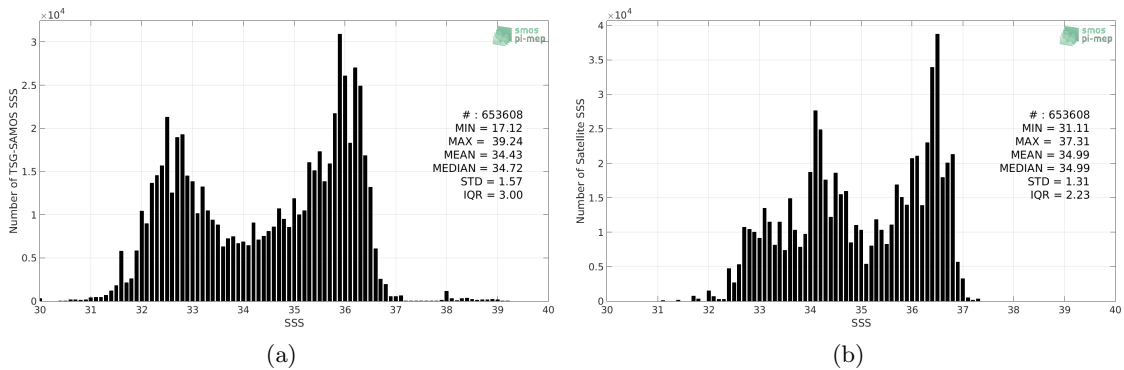 ×10⁴
smos
pi-mep
Number of TSG-SAMOS SSS
3
2.5
2
1.5
1
0.5
0
# : 653608
MIN = 17.12
MAX = 39.24
MEAN = 34.43
MEDIAN = 34.72
STD = 1.57
IQR = 3.00
30 31 32 33 34 35 36 37 38 39 40
SSS
(a)
×10⁴
smos
pi-mep
Number of Satellite SSS
4
3.5
3
2.5
2
1.5
1
0.5
0
# : 653608
MIN = 31.11
MAX = 37.31
MEAN = 34.99
MEDIAN = 34.99
STD = 1.31
IQR = 2.23
30 31 32 33 34 35 36 37 38 39 40
SSS
(b)